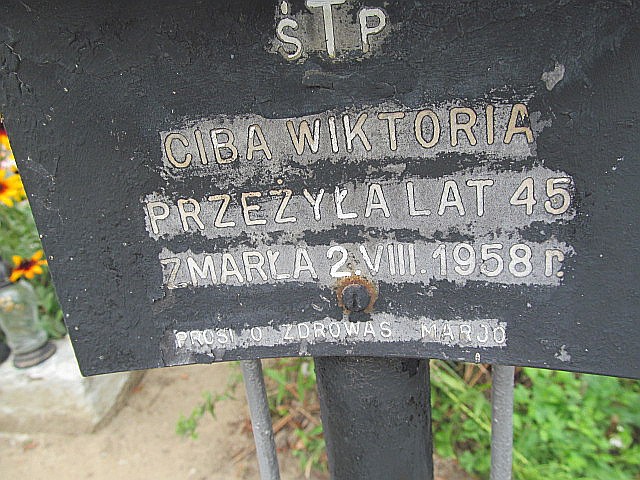 ŚTP
CIBA WIKTORIA
PRZEŻYŁA LAT 45
ZMARŁA 2.VIII.1958 r.
PROSI O ZDROWAŚ MARJO